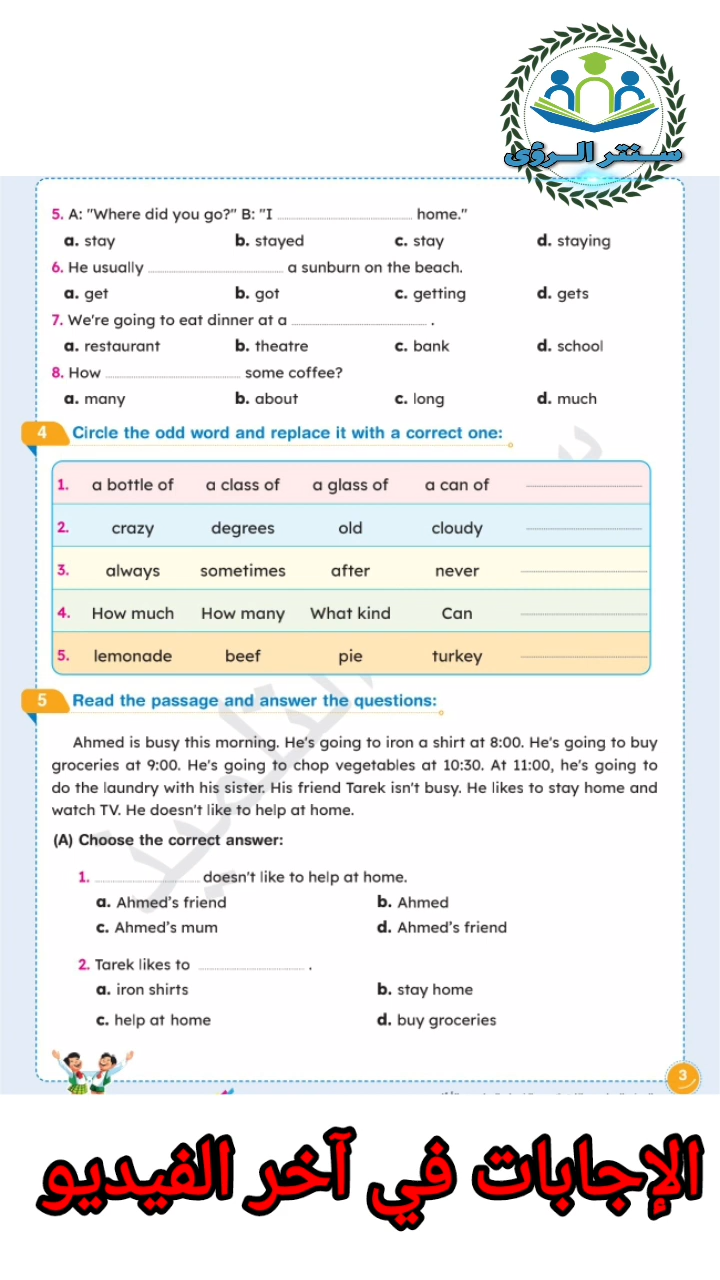 سنتر الرؤى
5. A: "Where did you go?" B: "I ........................ home."
a. stay b. stayed c. stay d. staying
6. He usually ........................ a sunburn on the beach.
a. get b. got c. getting d. gets
7. We're going to eat dinner at a ........................ .
a. restaurant b. theatre c. bank d. school
8. How ........................ some coffee?
a. many b. about c. long d. much
4 Circle the odd word and replace it with a correct one:
1. a bottle of a class of a glass of a can of ........................
2. crazy degrees old cloudy ........................
3. always sometimes after never ........................
4. How much How many What kind Can ........................
5. lemonade beef pie turkey ........................
5 Read the passage and answer the questions:
Ahmed is busy this morning. He's going to iron a shirt at 8:00. He's going to buy
groceries at 9:00. He's going to chop vegetables at 10:30. At 11:00, he's going to
do the laundry with his sister. His friend Tarek isn't busy. He likes to stay home and
watch TV. He doesn't like to help at home.
(A) Choose the correct answer:
1. ........................ doesn't like to help at home.
a. Ahmed's friend b. Ahmed
c. Ahmed's mum d. Ahmed's friend
2. Tarek likes to ........................ .
a. iron shirts b. stay home
c. help at home d. buy groceries
3
الإجابات في آخر الفيديو